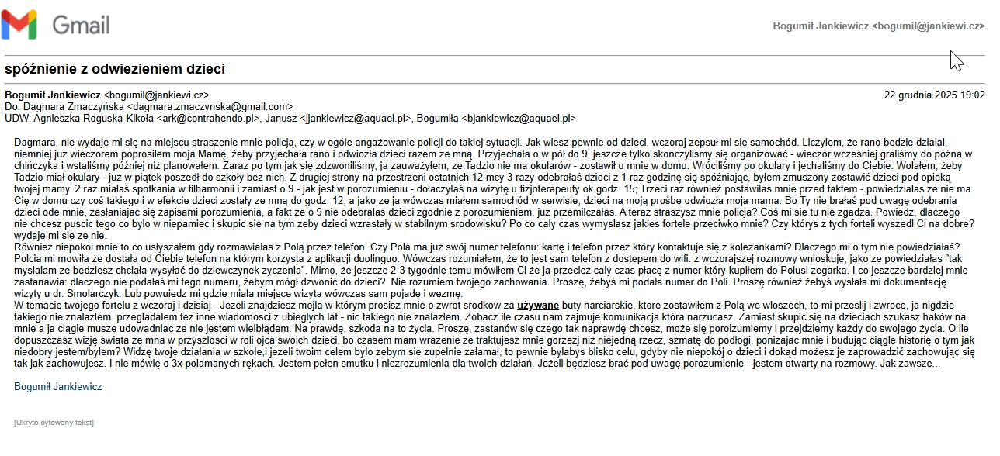 Gmail
Bogumił Jankiewicz <bogumil@jankiewi.cz>
spóźnienie z odwiezieniem dzieci
Bogumił Jankiewicz <bogumil@jankiewi.cz>
22 grudnia 2025 19:02
Do: Dagmara Zmaczyńska <dagmara.zmaczynska@gmail.com>
UDW: Agnieszka Roguska-Kikoła <ark@contrahendo.pl>, Janusz <jjankiewicz@aquael.pl>, Bogumiła <bjankiewicz@aquael.pl>
Dagmara, nie wydaje mi się na miejscu straszenie mnie policją, czy w ogóle angażowanie policji do takiej sytuacji. Jak wiesz pewnie od dzieci, wczoraj zepsuł mi sie samochód. Liczylem, że rano bedzie dzialal,
niemniej juz wieczorem poprosilem moja Mamę, żeby przyjechała rano i odwiozła dzieci razem ze mną. Przyjechała o w pół do 9, jeszcze tylko skonczylismy się organizować - wieczór wcześniej graliśmy do późna w
chińczyka i wstaliśmy później niż planowałem. Zaraz po tym jak się zdzwoniliśmy, ja zauważyłem, ze Tadzio nie ma okularów - zostawił u mnie w domu. Wróciliśmy po okulary i jechaliśmy do Ciebie. Wolałem, żeby
Tadzio miał okulary - już w piątek poszedł do szkoły bez nich. Z drugiej strony na przestrzeni ostatnich 12 mcy 3 razy odebrałaś dzieci z 1 raz godzinę się spóźniając, byłem zmuszony zostawić dzieci pod opieką
twojej mamy. 2 raz miałaś spotkania w filharmonii i zamiast o 9 - jak jest w porozumieniu - dołaczyłaś na wizytę u fizjoterapeuty ok godz. 15; Trzeci raz również postawiłaś mnie przed faktem - powiedzialas ze nie ma
Cię w domu czy coś takiego i w efekcie dzieci zostały ze mną do godz. 12, a jako ze ja wówczas miałem samochód w serwisie, dzieci na moją prośbę odwiozła moja mama. Bo Ty nie brałaś pod uwagę odebrania
dzieci ode mnie, zasłaniajac się zapisami porozumienia, a fakt ze o 9 nie odebralas dzieci zgodnie z porozumieniem, już przemilczałas. A teraz straszysz mnie policja? Coś mi sie tu nie zgadza. Powiedz, dlaczego
nie chcesz puscic tego co bylo w niepamiec i skupic sie na tym zeby dzieci wzrastały w stabilnym srodowisku? Po co caly czas wymyslasz jakies fortele przeciwko mnie? Czy którys z tych forteli wyszedl Ci na dobre?
wydaje mi sie ze nie.
Również niepokoi mnie to co usłyszałem gdy rozmawiałas z Polą przez telefon. Czy Pola ma już swój numer telefonu: kartę i telefon przez który kontaktuje się z koleżankami? Dlaczego mi o tym nie powiedziałaś?
Polcia mi mowiła że dostała od Ciebie telefon na którym korzysta z aplikacji duolinguo. Wówczas rozumiałem, że to jest sam telefon z dostepem do wifi. z wczorajszej rozmowy wnioskuję, jako ze powiedziałas "tak
myslalam ze bedziesz chciała wysyłać do dziewczynek zyczenia". Mimo, że jeszcze 2-3 tygodnie temu mówiłem Ci że ja przecież caly czas płacę z numer który kupiłem do Polusi zegarka. I co jeszcze bardziej mnie
zastanawia: dlaczego nie podałaś mi tego numeru, żebym mógł dzwonić do dzieci?  Nie rozumiem twojego zachowania. Proszę, żebyś mi podała numer do Poli. Proszę również żebyś wysłała mi dokumentację
wizyty u dr. Smolarczyk. Lub powuiedz mi gdzie miala miejsce wizyta wówczas sam pojadę i wezmę.
W temacie twojego fortelu z wczoraj i dzisiaj - Jezeli znajdziesz mejla w którym prosisz mnie o zwrot srodkow za używane buty narciarskie, ktore zostawiłem z Polą we wloszech, to mi przeslij i zwroce, ja nigdzie
takiego nie znalazłem. przegladalem tez inne wiadomosci z ubieglych lat - nic takiego nie znalazłem. Zobacz ile czasu nam zajmuje komunikacja która narzucasz. Zamiast skupić się na dzieciach szukasz haków na
mnie a ja ciągle musze udowadniac ze nie jestem wielbłądem. Na prawdę, szkoda na to życia. Proszę, zastanów się czego tak naprawdę chcesz, może się poroizumiemy i przejdziemy każdy do swojego życia. O ile
dopuszczasz wizję świata ze mna w przyszlosci w roli ojca swoich dzieci, bo czasem mam wrażenie ze traktujesz mnie gorzegj niż niejedną rzecz, szmatę do podłogi, poniżajac mnie i budując ciągle historię o tym jak
niedobry jestem/byłem? Widzę twoje działania w szkole,i jezeli twoim celem bylo zebym sie zupełnie załamał, to pewnie bylabys blisko celu, gdyby nie niepokój o dzieci i dokąd możesz je zaprowadzić zachowując się
tak jak zachowujesz. I nie mówię o 3x polamanych rękach. Jestem pełen smutku i niezrozumienia dla twoich działań. Jeżeli będziesz brać pod uwagę porozumienie - jestem otwarty na rozmowy. Jak zawsze...
Bogumił Jankiewicz
[Ukryto cytowany tekst]